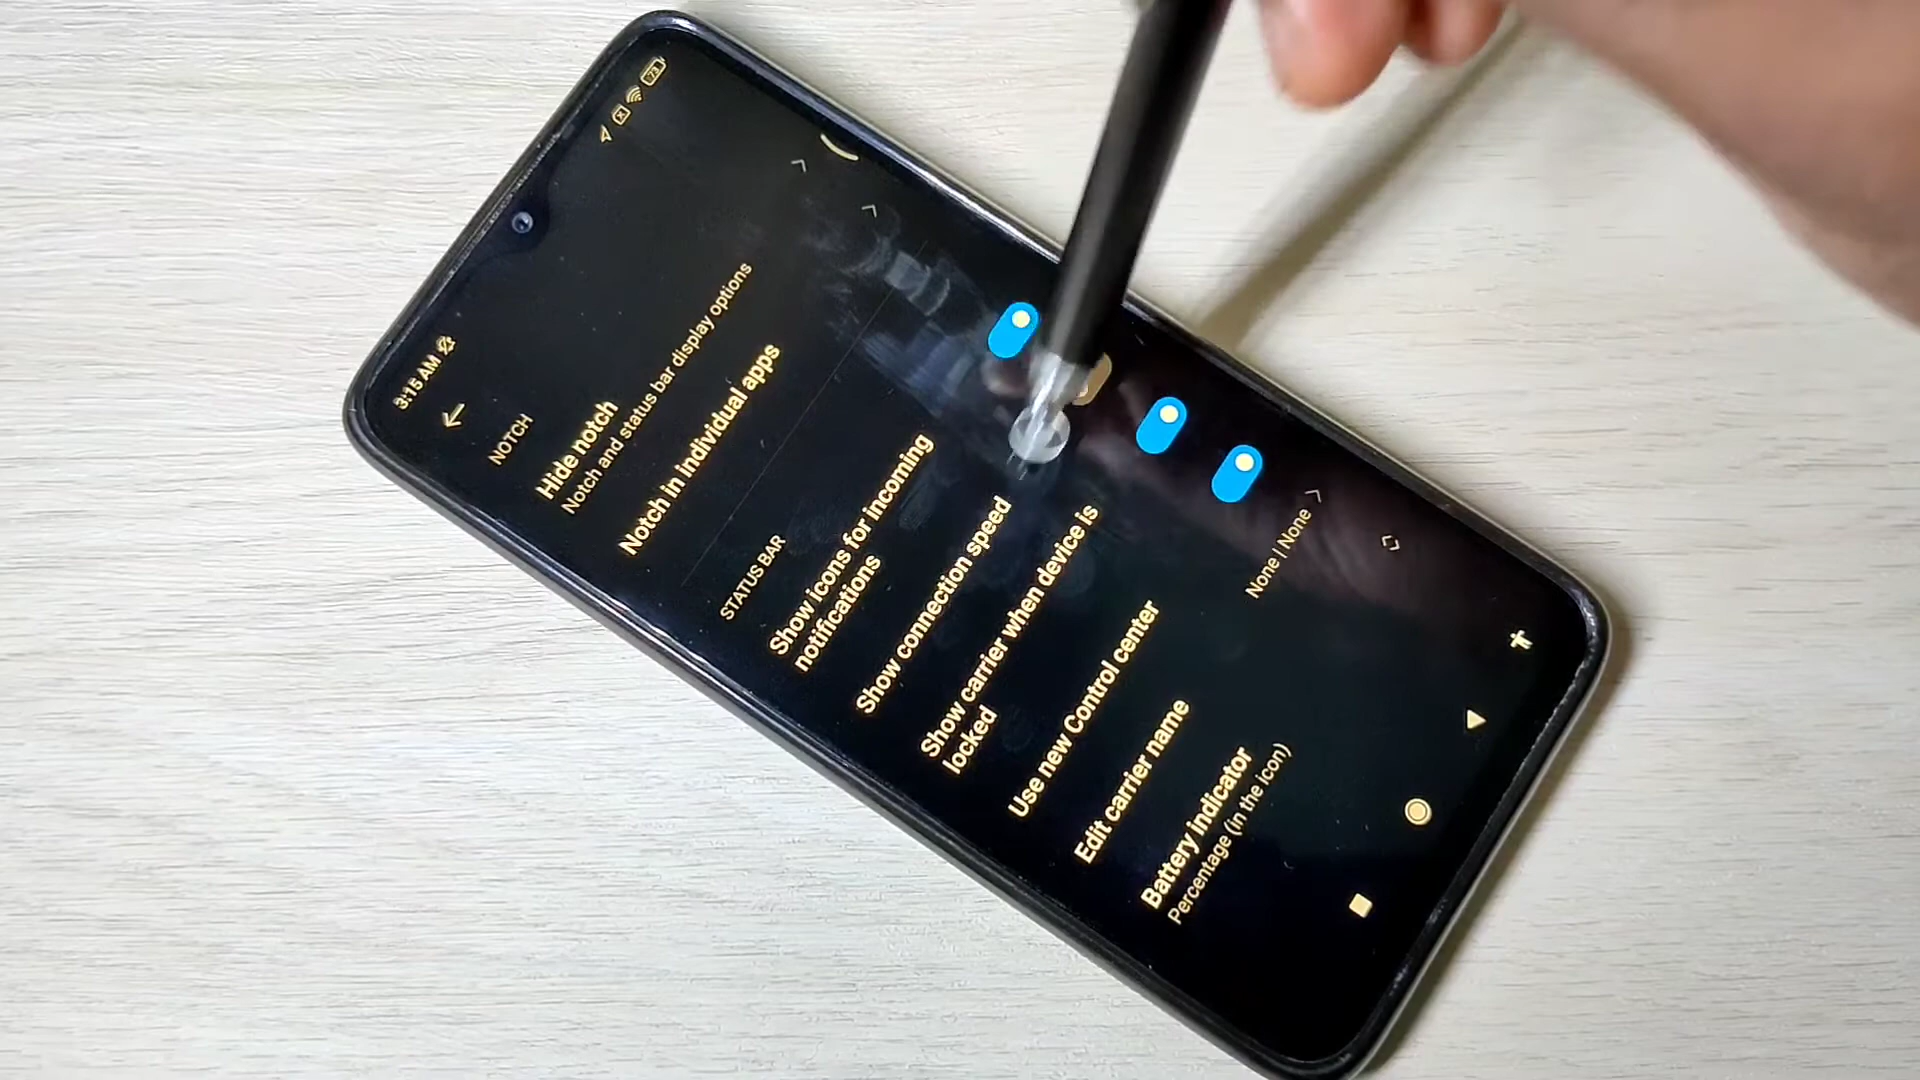 3:15 AM
73
NOTCH
Hide notch
Notch and status bar display options
Notch in individual apps
STATUS BAR
Show icons for incoming
notifications
Show connection speed
Show carrier when device is
locked
Use new Control center
Edit carrier name
None | None
Battery indicator
Percentage (in the icon)